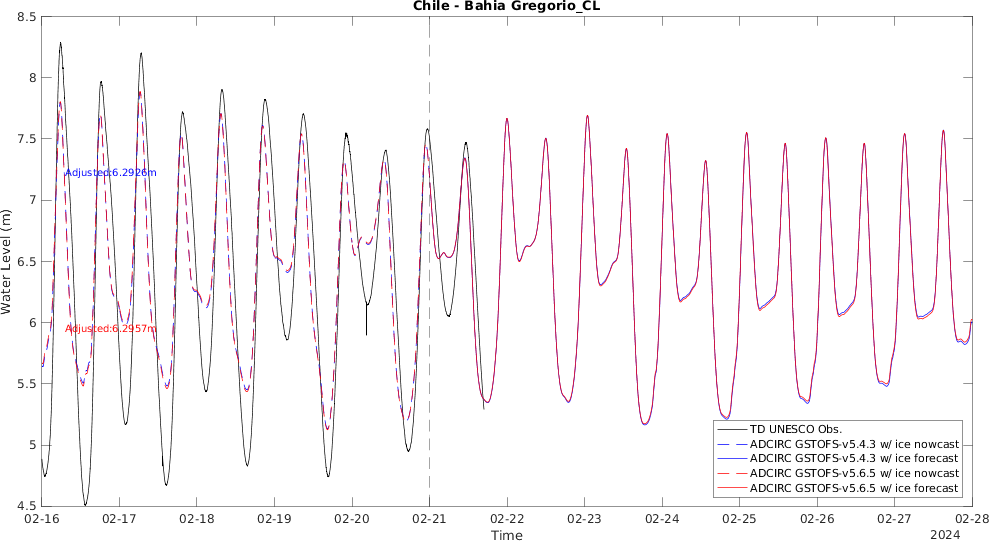 Chile - Bahia Gregorio_CL
8.5
8
7.5
7
6.5
6
5.5
5
4.5
Water Level (m)
Adjusted:6.2926m
Adjusted:6.2957m
TD UNESCO Obs.
ADCIRC GSTOFS-v5.4.3 w/ ice nowcast
ADCIRC GSTOFS-v5.4.3 w/ ice forecast
ADCIRC GSTOFS-v5.6.5 w/ ice nowcast
ADCIRC GSTOFS-v5.6.5 w/ ice forecast
02-16 02-17 02-18 02-19 02-20 02-21 02-22 02-23 02-24 02-25 02-26 02-27 02-28
Time
2024